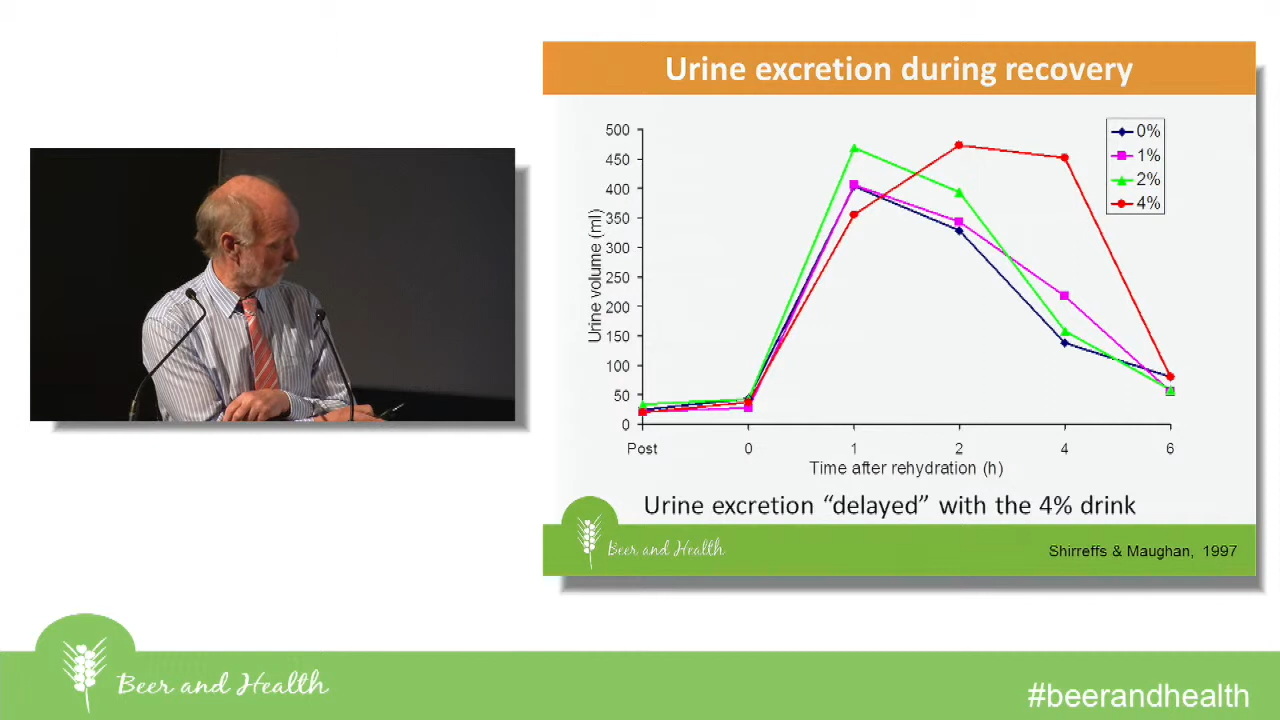 Urine excretion during recovery
500
450
400
350
300
250
200
150
100
50
0
Urine volume (ml)
Post 0 1 2 4 6
Time after rehydration (h)
0%
1%
2%
4%
Urine excretion “delayed” with the 4% drink
Beer and Health
Shirreffs & Maughan, 1997
Beer and Health
#beerandhealth